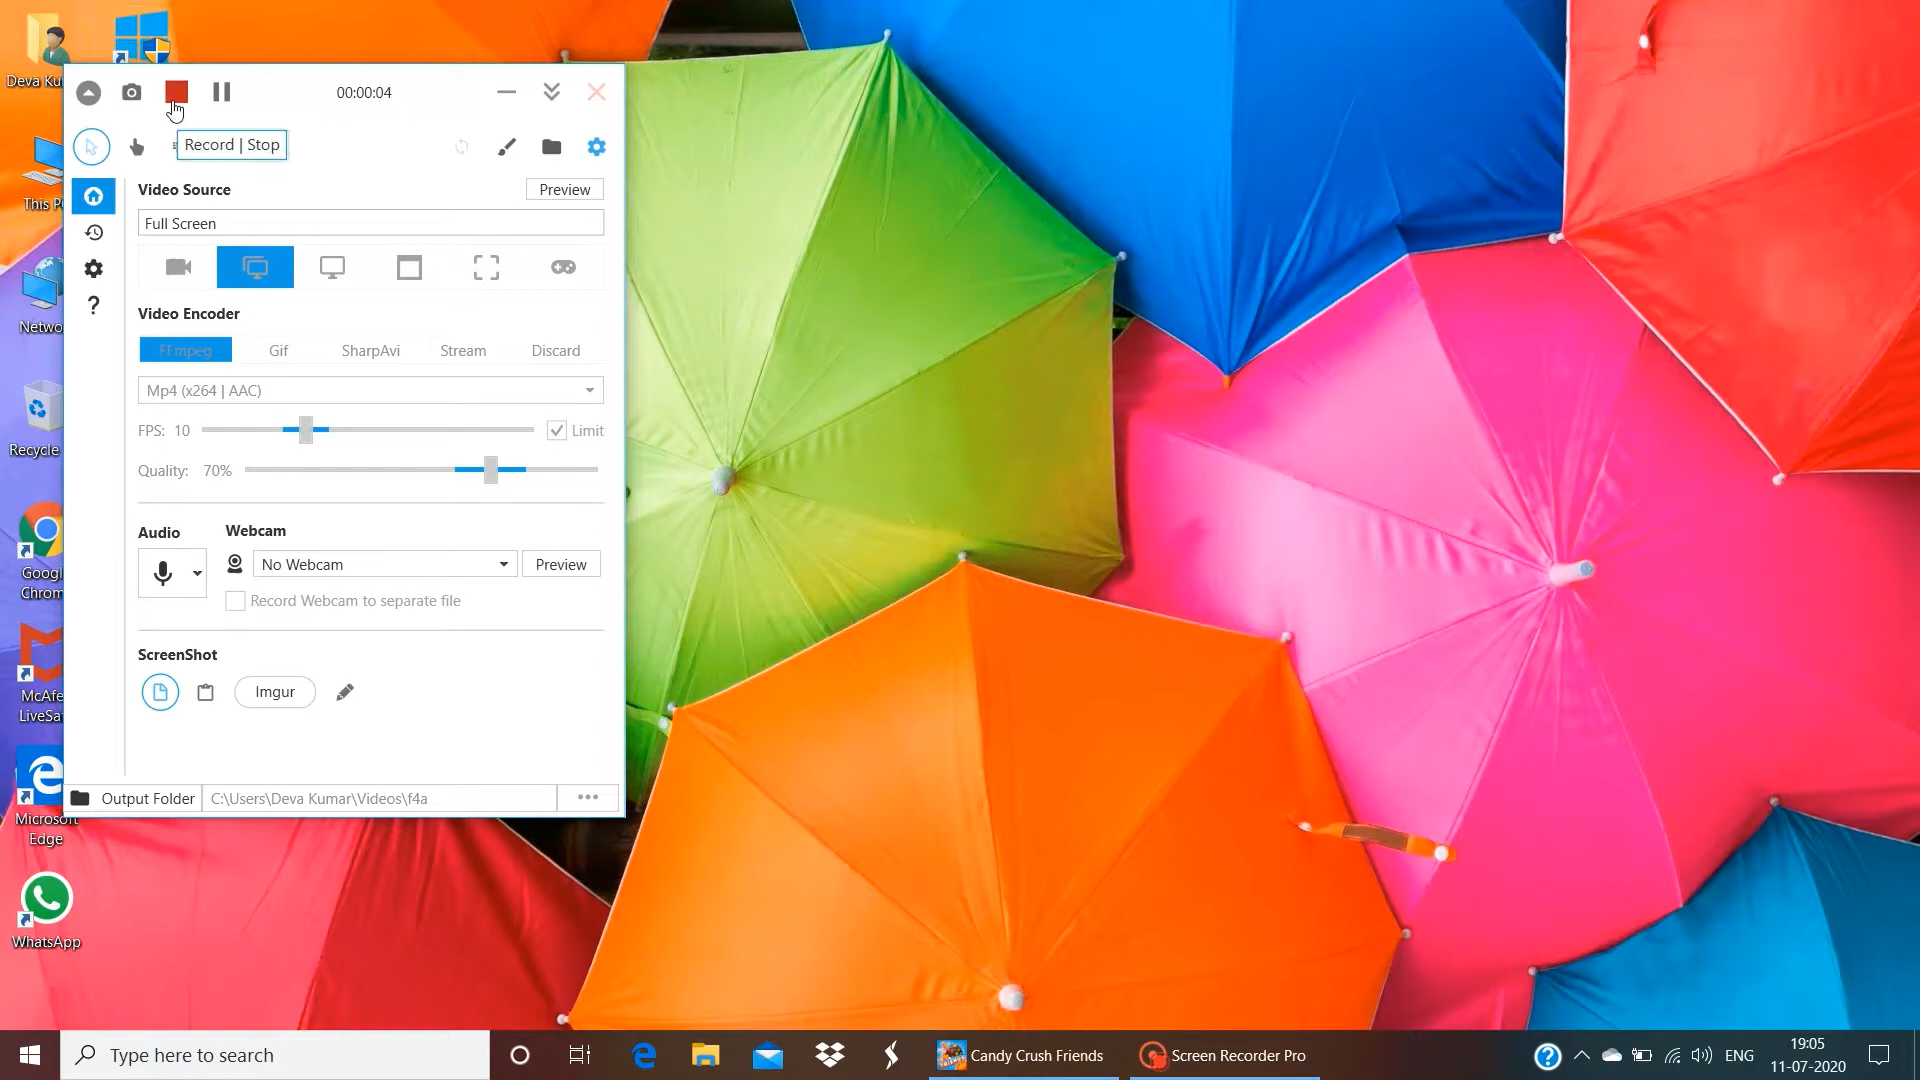 Deva Ku
00:00:04
Record | Stop
This P
Video Source
Preview
Full Screen
Video Encoder
Netwo
FFmpeg
Gif
SharpAvi
Stream
Discard
Mp4 (x264 | AAC)
FPS: 10
Limit
Recycle
Quality: 70%
Audio
Webcam
No Webcam
Preview
Googl
Chrom
Record Webcam to separate file
ScreenShot
Imgur
McAfe
LiveSa
Output Folder
C:\Users\Deva Kumar\Videos\f4a
Microsoft
Edge
WhatsApp
Type here to search
Candy Crush Friends
Screen Recorder Pro
ENG
19:05
11-07-2020